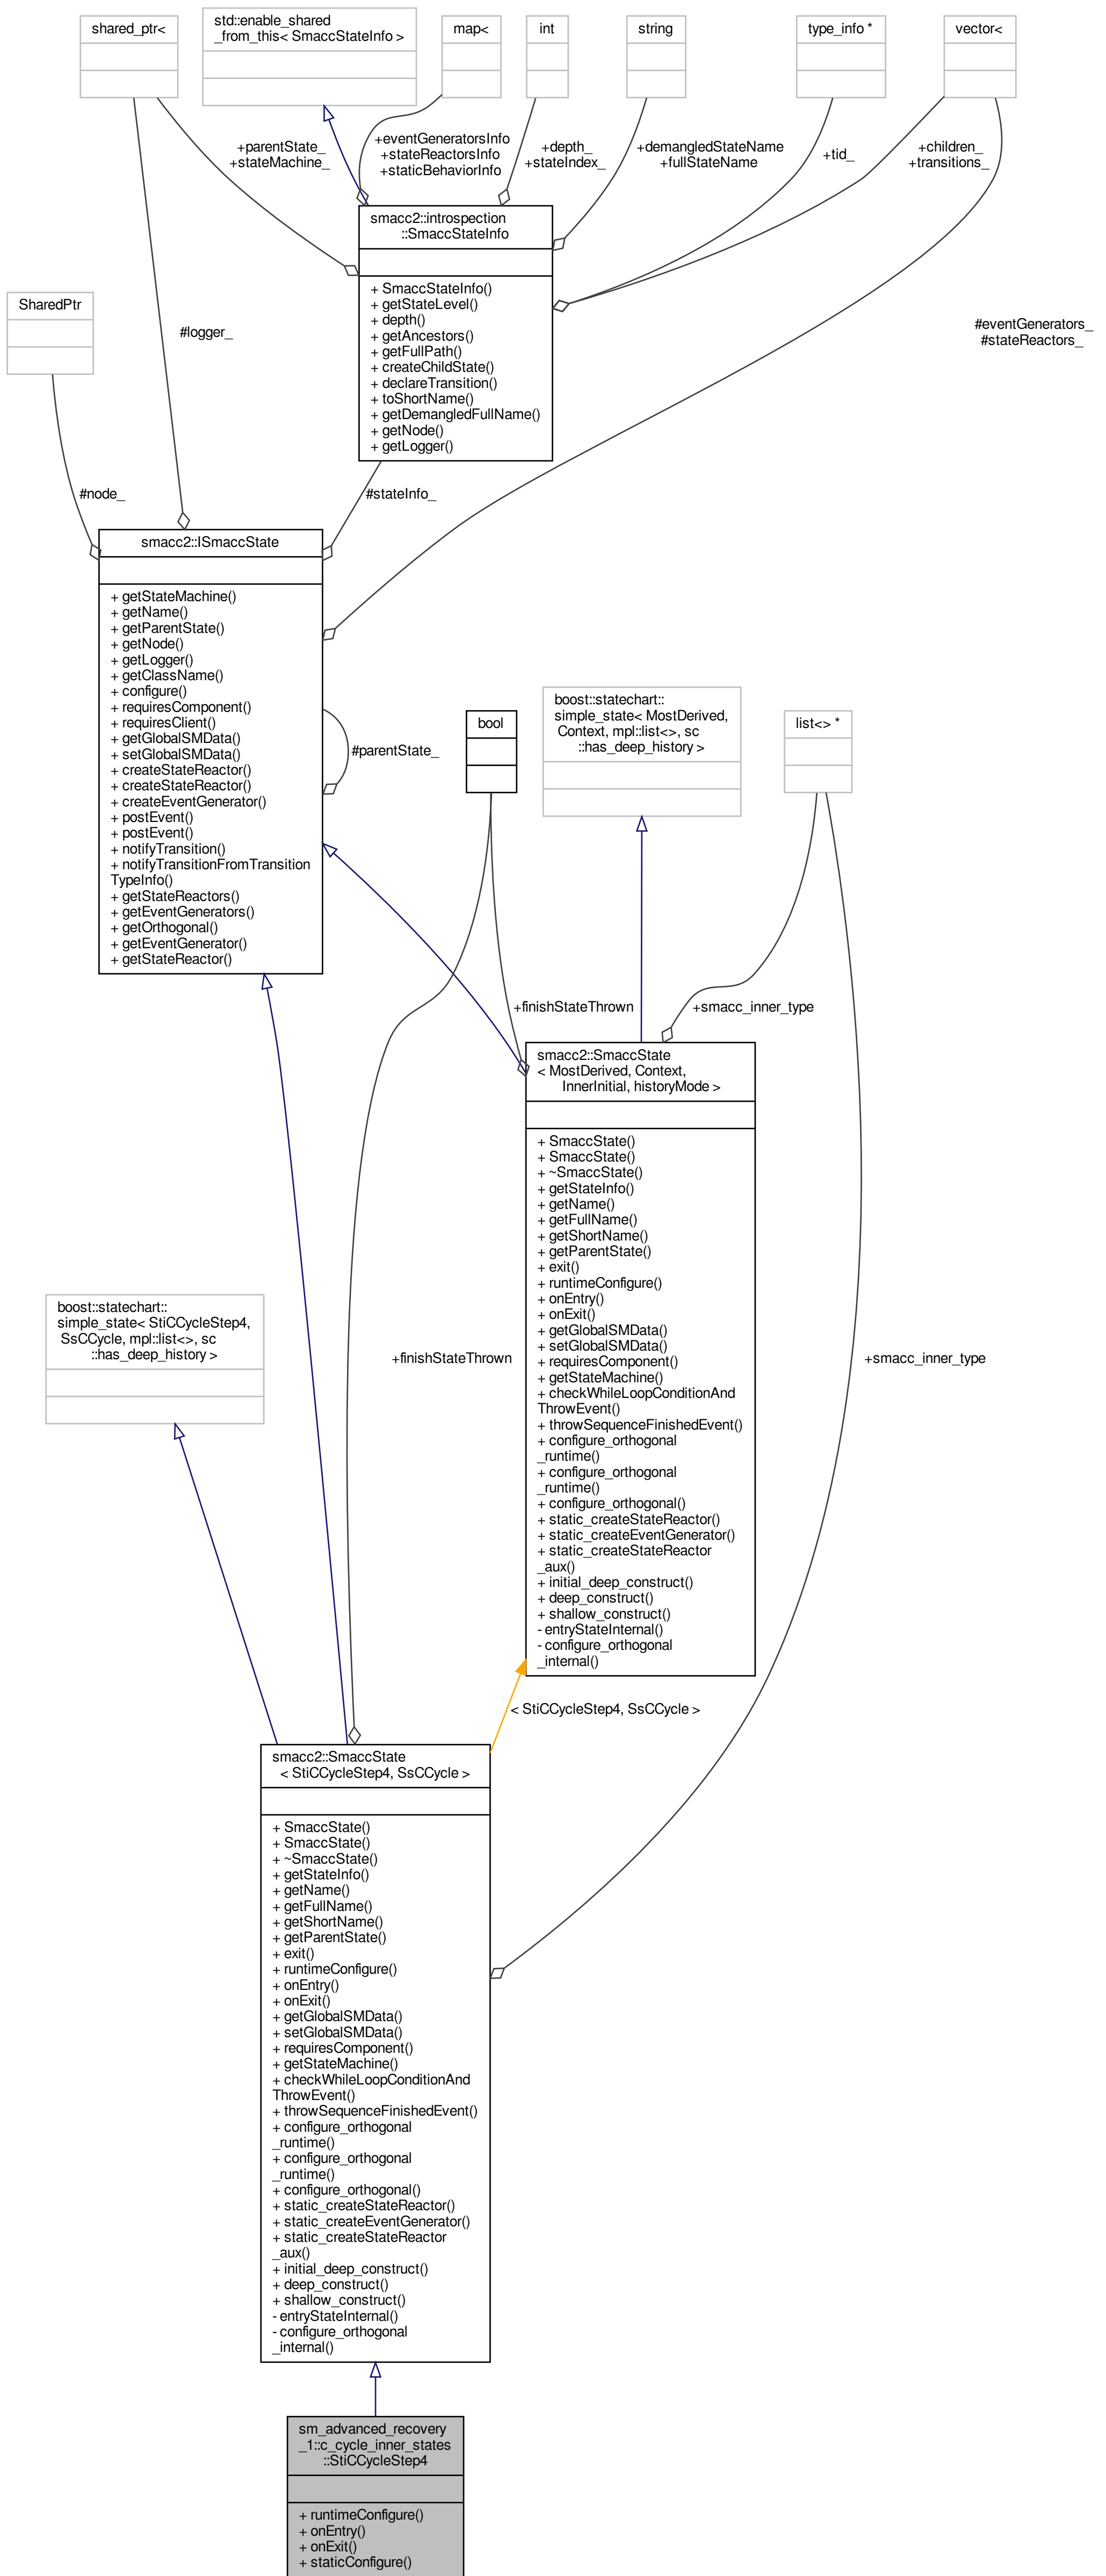 shared_ptr<
std::enable_shared
_from_this< SmaccStateInfo >
map<
int
string
type_info *
vector<
+parentState_
+stateMachine_
+eventGeneratorsInfo
+stateReactorsInfo
+staticBehaviorInfo
+depth_
+stateIndex_
+demangledStateName
+fullStateName
+tid_
+children_
+transitions_
smacc2::introspection
::SmaccStateInfo
+ SmaccStateInfo()
+ getStateLevel()
+ depth()
+ getAncestors()
+ getFullPath()
+ createChildState()
+ declareTransition()
+ toShortName()
+ getDemangledFullName()
+ getNode()
+ getLogger()
SharedPtr
#logger_
#eventGenerators_
#stateReactors_
#node_
#stateInfo_
smacc2::ISmaccState
+ getStateMachine()
+ getName()
+ getParentState()
+ getNode()
+ getLogger()
+ getClassName()
+ configure()
+ requiresComponent()
+ requiresClient()
+ getGlobalSMData()
+ setGlobalSMData()
+ createStateReactor()
+ createStateReactor()
+ createEventGenerator()
+ postEvent()
+ postEvent()
+ notifyTransition()
+ notifyTransitionFromTransition
TypeInfo()
+ getStateReactors()
+ getEventGenerators()
+ getOrthogonal()
+ getEventGenerator()
+ getStateReactor()
#parentState_
bool
boost::statechart::
simple_state< MostDerived,
Context, mpl::list<>, sc
::has_deep_history >
list<> *
+finishStateThrown
+smacc_inner_type
smacc2::SmaccState
< MostDerived, Context,
InnerInitial, historyMode >
+ SmaccState()
+ SmaccState()
+ ~SmaccState()
+ getStateInfo()
+ getName()
+ getFullName()
+ getShortName()
+ getParentState()
+ exit()
+ runtimeConfigure()
+ onEntry()
+ onExit()
+ getGlobalSMData()
+ setGlobalSMData()
+ requiresComponent()
+ getStateMachine()
+ checkWhileLoopConditionAnd
ThrowEvent()
+ throwSequenceFinishedEvent()
+ configure_orthogonal
_runtime()
+ configure_orthogonal
_runtime()
+ configure_orthogonal()
+ static_createStateReactor()
+ static_createEventGenerator()
+ static_createStateReactor
_aux()
+ initial_deep_construct()
+ deep_construct()
+ shallow_construct()
- entryStateInternal()
- configure_orthogonal
_internal()
boost::statechart::
simple_state< StiCCycleStep4,
SsCCycle, mpl::list<>, sc
::has_deep_history >
+finishStateThrown
+smacc_inner_type
< StiCCycleStep4, SsCCycle >
smacc2::SmaccState
< StiCCycleStep4, SsCCycle >
+ SmaccState()
+ SmaccState()
+ ~SmaccState()
+ getStateInfo()
+ getName()
+ getFullName()
+ getShortName()
+ getParentState()
+ exit()
+ runtimeConfigure()
+ onEntry()
+ onExit()
+ getGlobalSMData()
+ setGlobalSMData()
+ requiresComponent()
+ getStateMachine()
+ checkWhileLoopConditionAnd
ThrowEvent()
+ throwSequenceFinishedEvent()
+ configure_orthogonal
_runtime()
+ configure_orthogonal
_runtime()
+ configure_orthogonal()
+ static_createStateReactor()
+ static_createEventGenerator()
+ static_createStateReactor
_aux()
+ initial_deep_construct()
+ deep_construct()
+ shallow_construct()
- entryStateInternal()
- configure_orthogonal
_internal()
sm_advanced_recovery
_1::c_cycle_inner_states
::StiCCycleStep4
+ runtimeConfigure()
+ onEntry()
+ onExit()
+ staticConfigure()